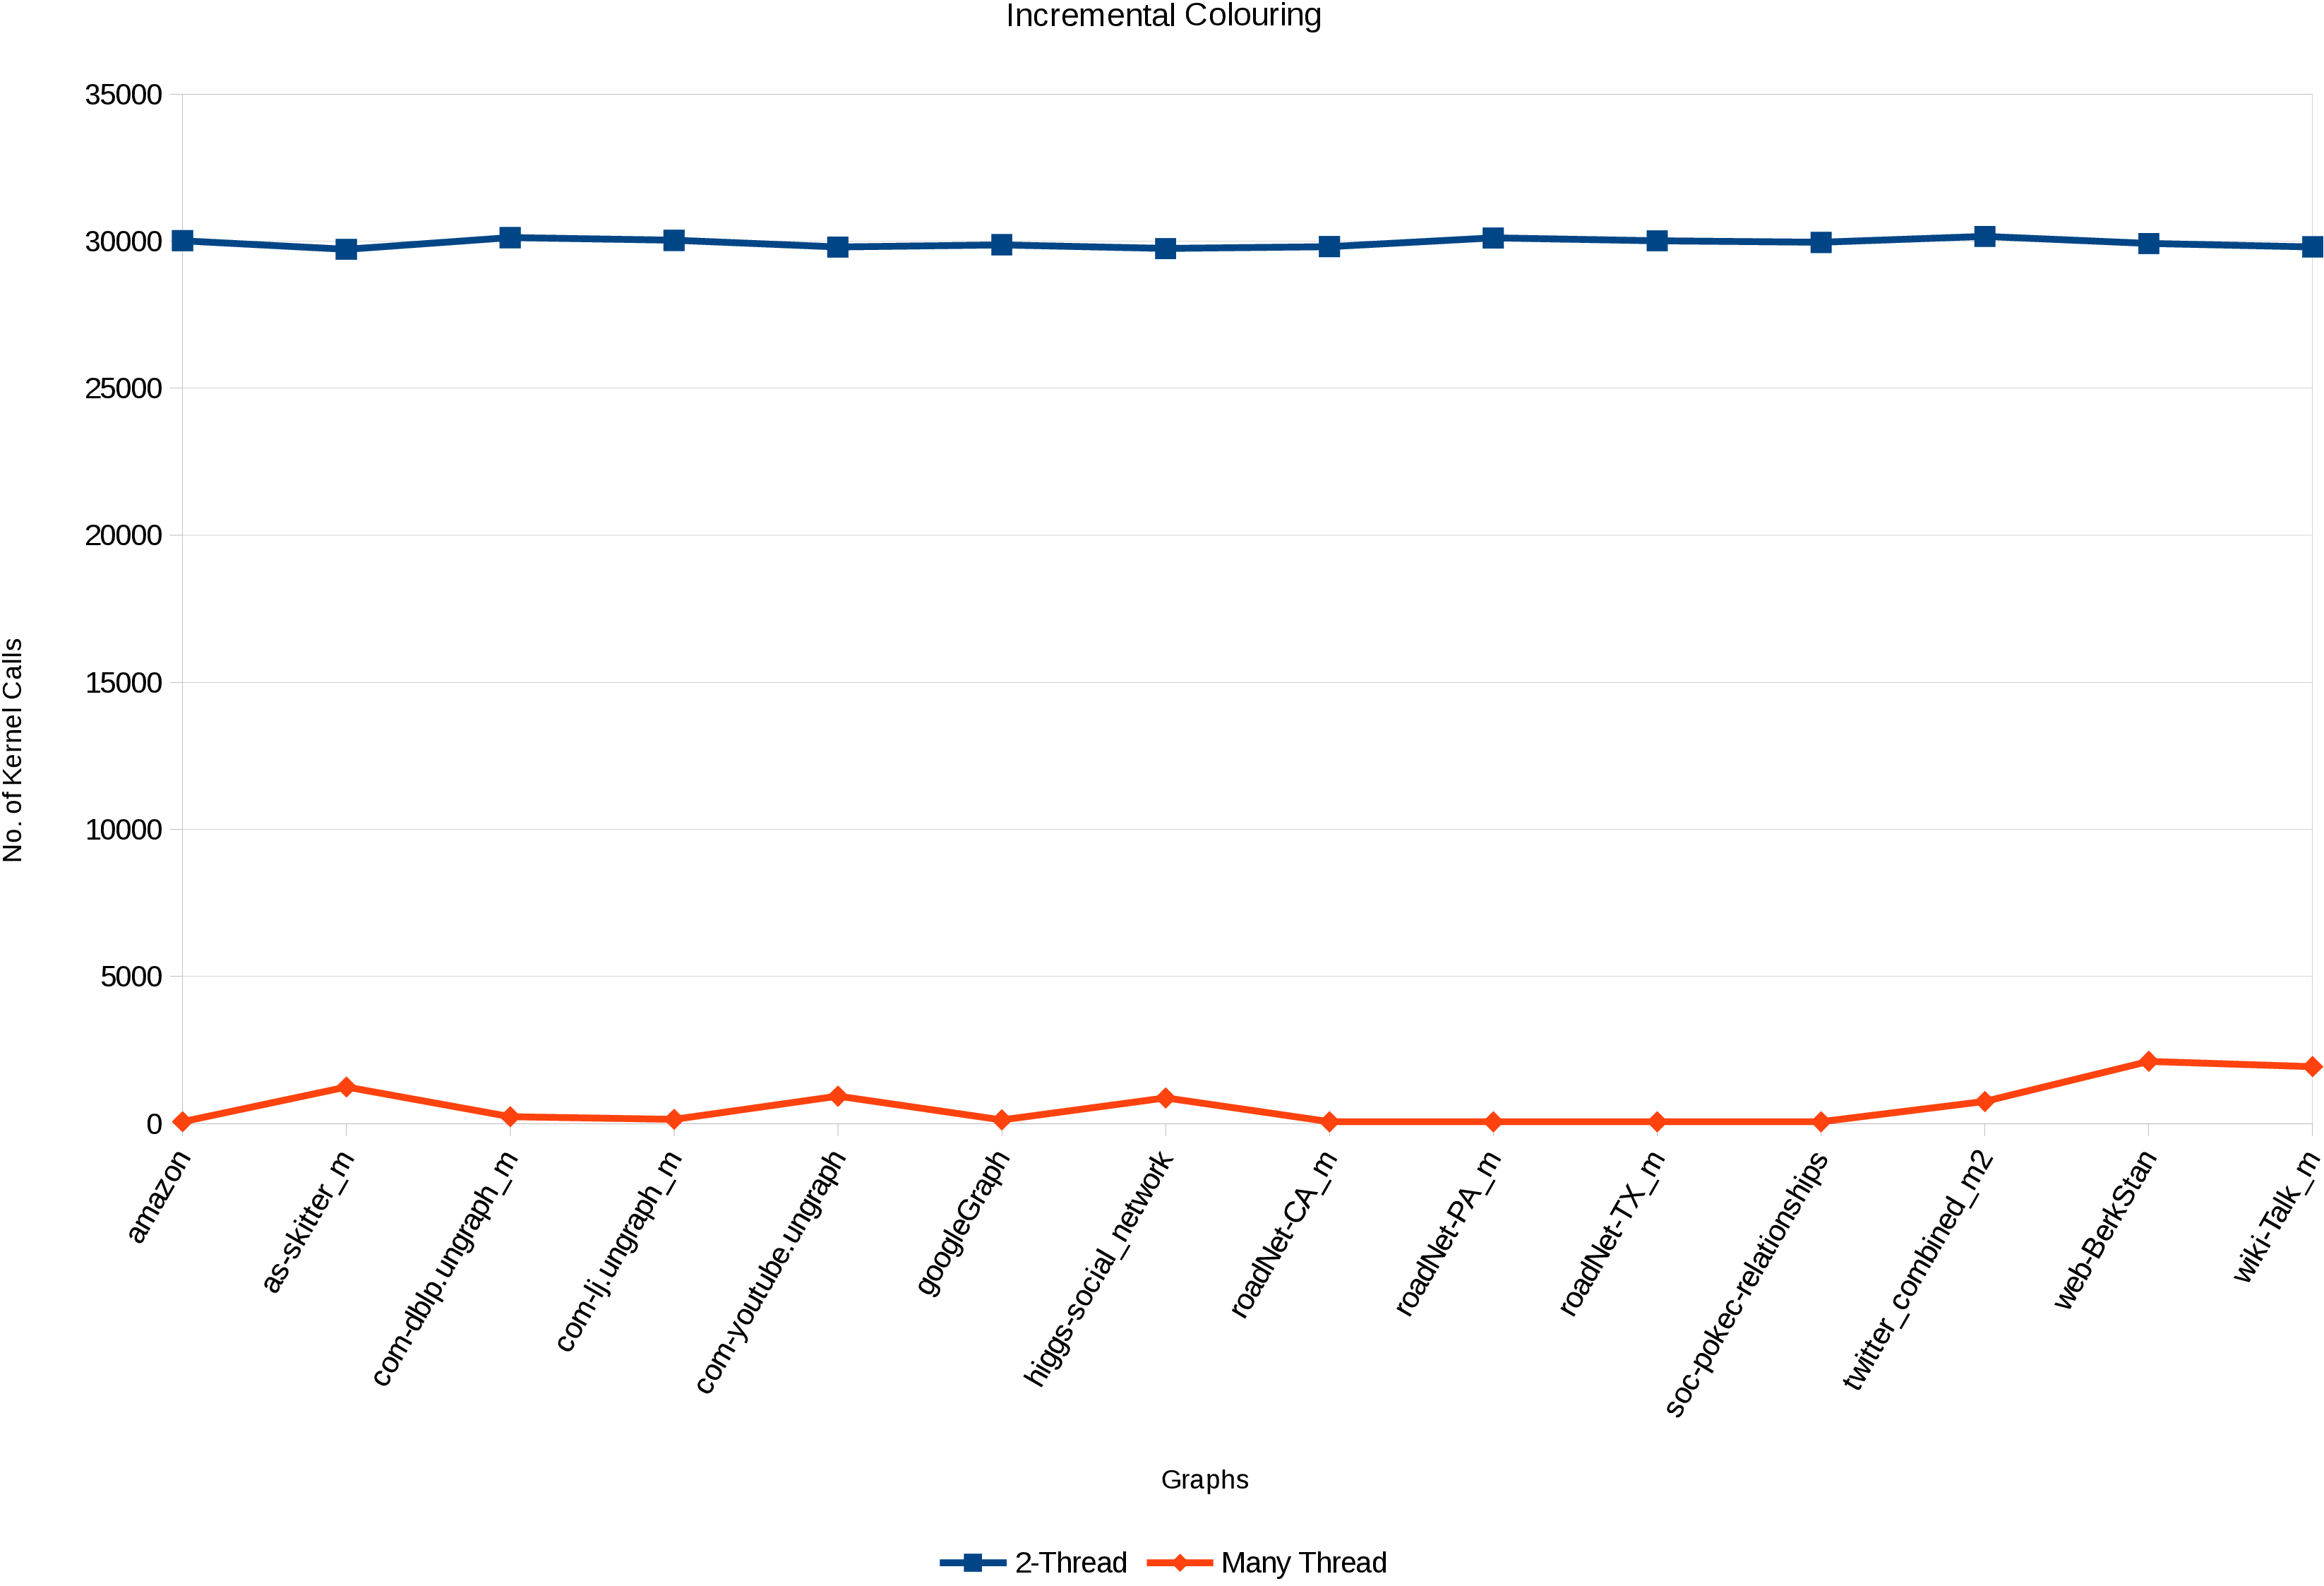 Incremental Colouring
35000
30000
25000
20000
15000
10000
5000
0
No. of Kernel Calls
amazon
as-skitter_m
com-dblp.ungraph_m
com-lj.ungraph_m
com-youtube.ungraph
googleGraph
higgs-social_network
roadNet-CA_m
roadNet-PA_m
roadNet-TX_m
soc-pokec-relationships
twitter_combined_m2
web-BerkStan
wiki-Talk_m
Graphs
2-Thread
Many Thread